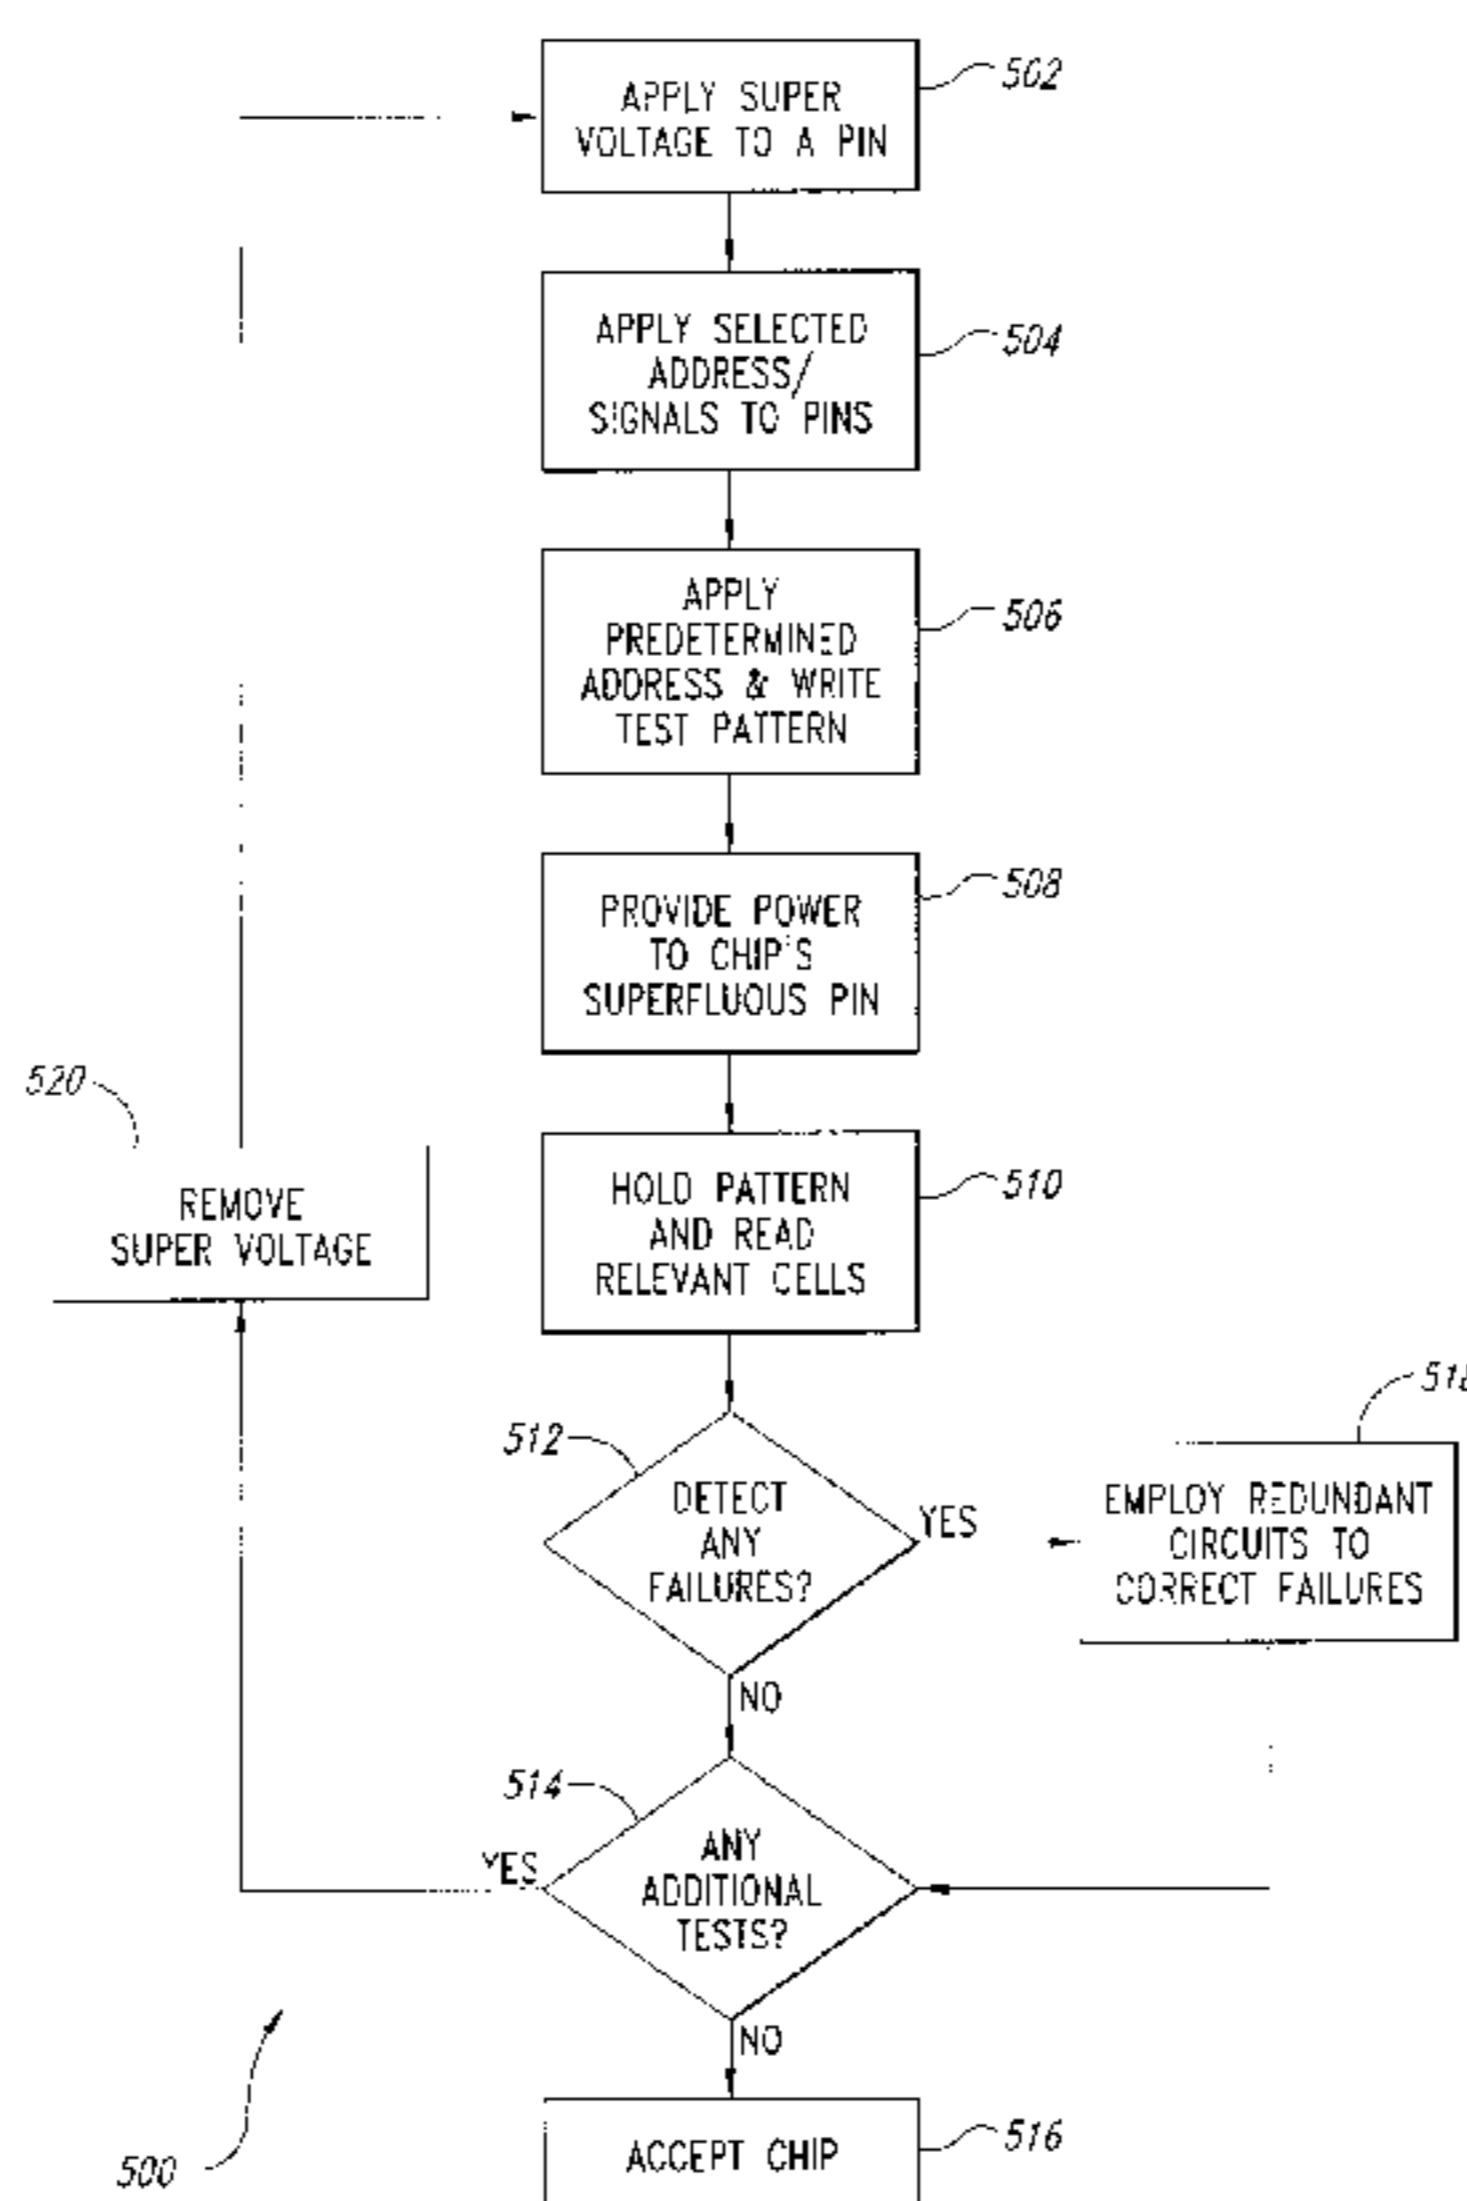 502
APPLY SUPER
VOLTAGE TO A PIN
504
APPLY SELECTED
ADDRESS/
SIGNALS TO PINS
506
APPLY
PREDETERMINED
ADDRESS & WRITE
TEST PATTERN
508
PROVIDE POWER
TO CHIP'S
SUPERFLUOUS PIN
520
REMOVE
SUPER VOLTAGE
510
HOLD PATTERN
AND READ
RELEVANT CELLS
512
DETECT
ANY
FAILURES?
YES
NO
EMPLOY REDUNDANT
CIRCUITS TO
CORRECT FAILURES
514
ANY
ADDITIONAL
TESTS?
YES
NO
516
ACCEPT CHIP
500